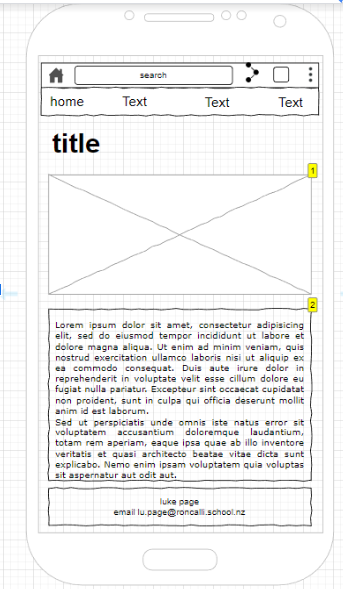 search
home Text Text Text
title
1
2
Lorem ipsum dolor sit amet, consectetur adipisicing
elit, sed do eiusmod tempor incididunt ut labore et
dolore magna aliqua. Ut enim ad minim veniam, quis
nostrud exercitation ullamco laboris nisi ut aliquip ex
ea commodo consequat. Duis aute irure dolor in
reprehenderit in voluptate velit esse cillum dolore eu
fugiat nulla pariatur. Excepteur sint occaecat cupidatat
non proident, sunt in culpa qui officia deserunt mollit
anim id est laborum.
Sed ut perspiciatis unde omnis iste natus error sit
voluptatem accusantium doloremque laudantium,
totam rem aperiam, eaque ipsa quae ab illo inventore
veritatis et quasi architecto beatae vitae dicta sunt
explicabo. Nemo enim ipsam voluptatem quia voluptas
sit aspernatur aut odit aut.
luke page
email lu.page@roncalli.school.nz